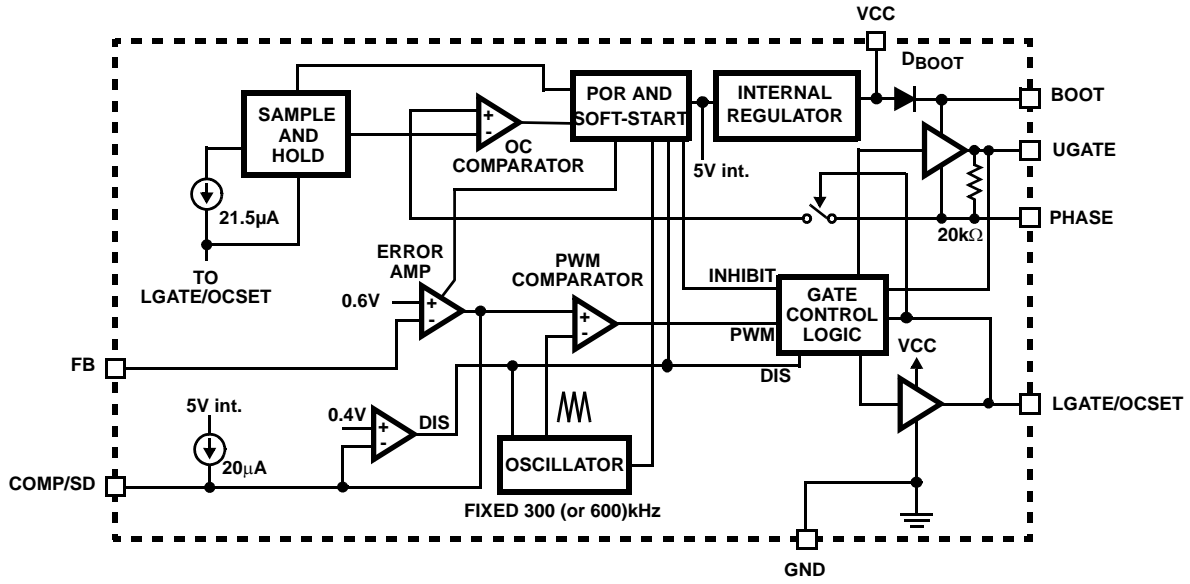 VCC
D_BOOT
BOOT
SAMPLE
AND
HOLD
+
-
OC
COMPARATOR
POR AND
SOFT-START
INTERNAL
REGULATOR
5V int.
UGATE
21.5µA
TO
LGATE/OCSET
PHASE
20kΩ
ERROR
AMP
0.6V
+
-
PWM
COMPARATOR
+
-
INHIBIT
PWM
DIS
GATE
CONTROL
LOGIC
VCC
FB
5V int.
20µA
0.4V
+
-
DIS
LGATE/OCSET
COMP/SD
OSCILLATOR
FIXED 300 (or 600)kHz
GND